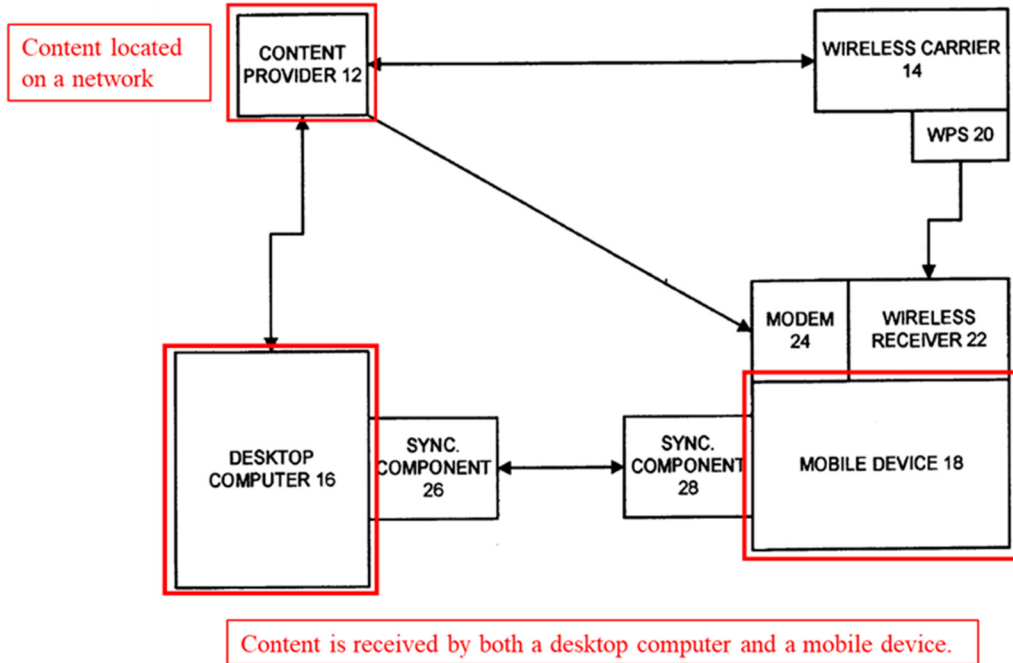 Content located
on a network
CONTENT
PROVIDER 12
WIRELESS CARRIER
14
WPS 20
MODEM
24
WIRELESS
RECEIVER 22
DESKTOP
COMPUTER 16
SYNC.
COMPONENT
26
SYNC.
COMPONENT
28
MOBILE DEVICE 18
Content is received by both a desktop computer and a mobile device.